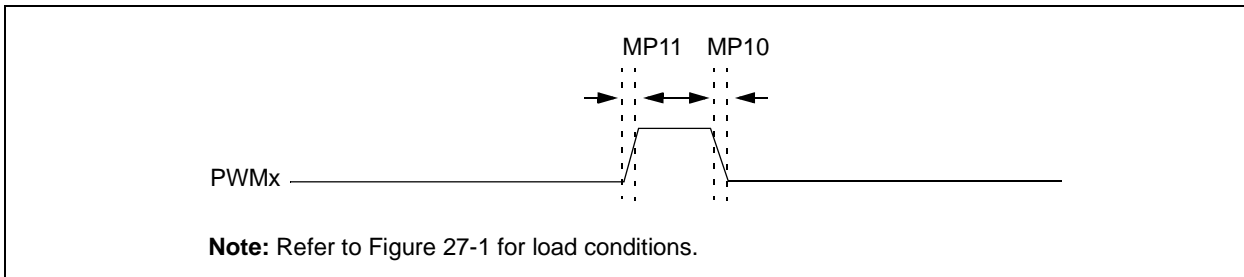 MP11 MP10
PWMx
Note: Refer to Figure 27-1 for load conditions.